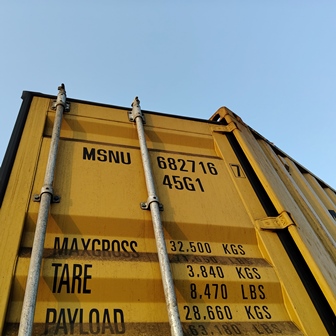 MSNU 682716 7
45G1
MAXGROSS 32,500 KGS
TARE 3.840 KGS
8,470 LBS
PAYLOAD 28.660 KGS